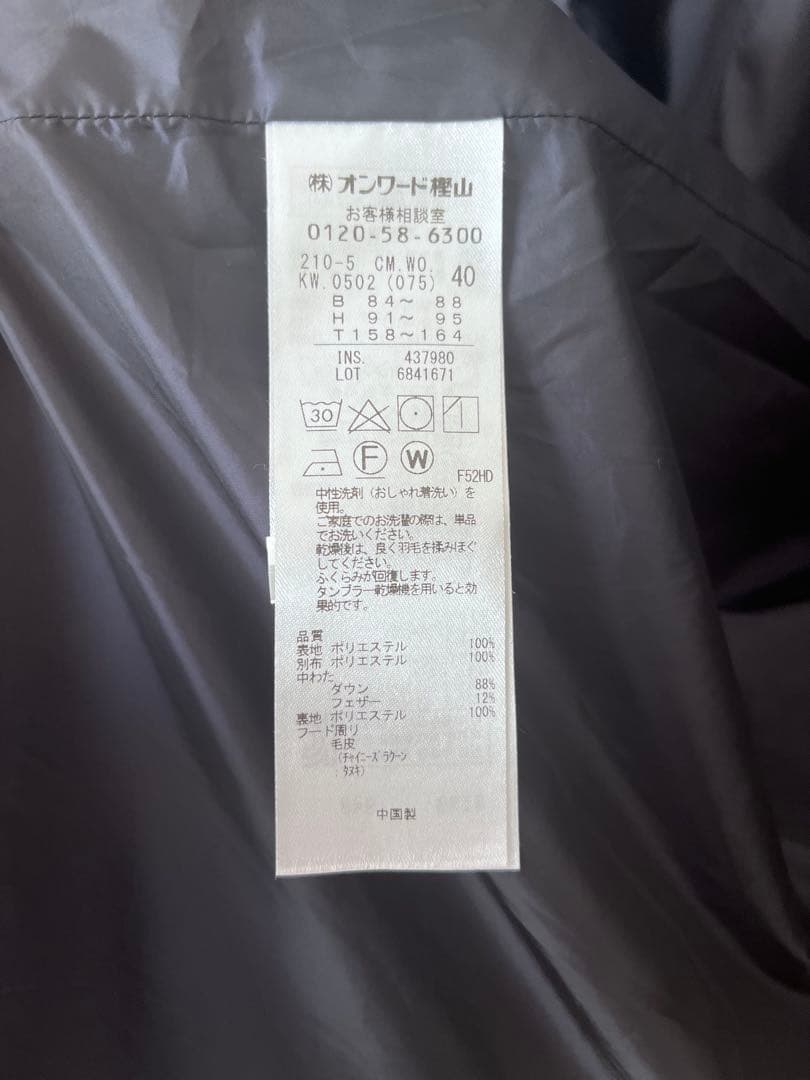 ㈱オンワード樫山
お客様相談室
0120-58-6300
210-5 CM.WO.
KW.0502 (075) 40
B 84～ 88
H 91～ 95
T158～164
INS. 437980
LOT 6841671
30
F W F52HD
中性洗剤（おしゃれ着洗い）を
使用。
ご家庭でのお洗濯の際は、単品
でお洗いください。
乾燥後は、良く羽毛を揉みほぐ
してください。
ふくらみが回復します。
タンブラー乾燥機を用いると効
果的です。
品質
表地 ポリエステル 100%
別布 ポリエステル 100%
中わた
ダウン 88%
フェザー 12%
裏地 ポリエステル 100%
フード周り
毛皮
(チャイニーズラクーン
:タヌキ)
中国製